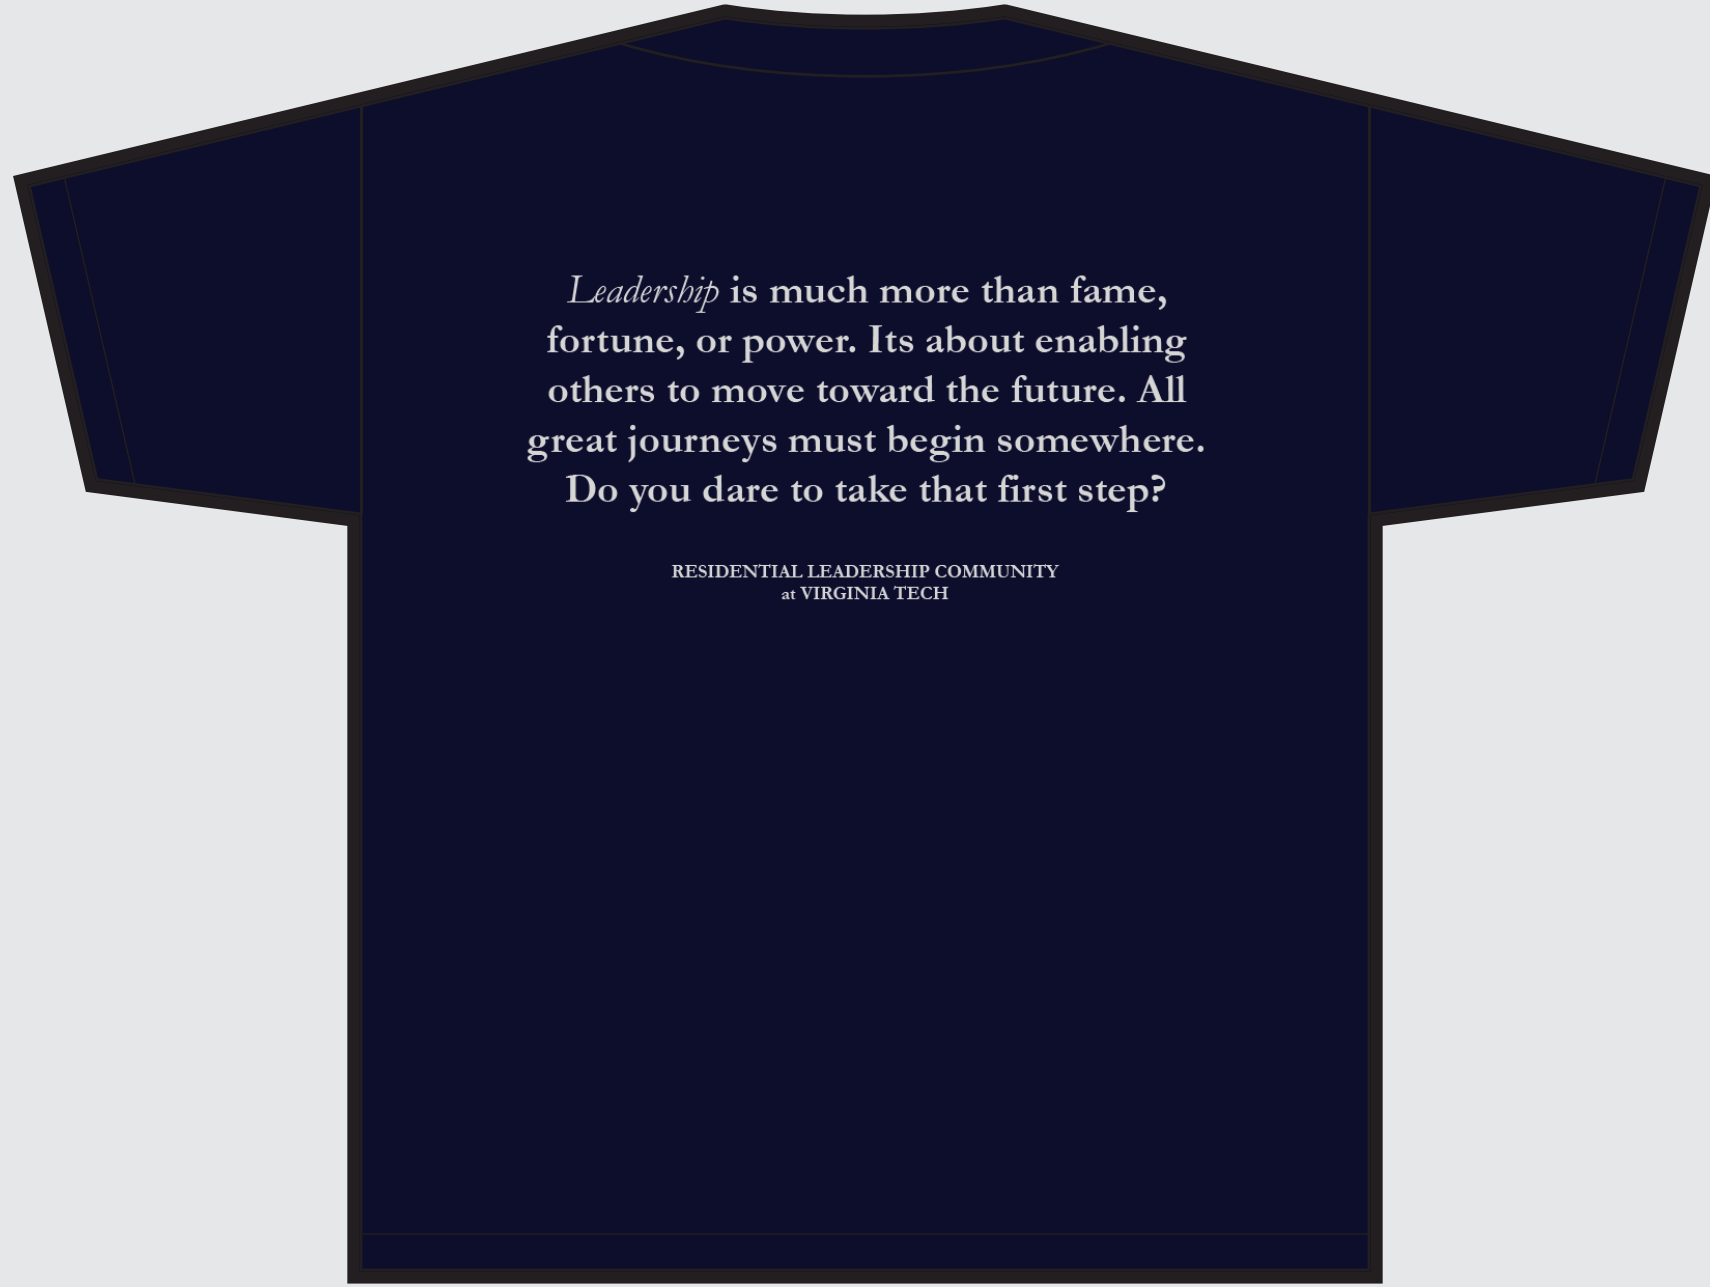 Leadership is much more than fame,
fortune, or power. Its about enabling
others to move toward the future. All
great journeys must begin somewhere.
Do you dare to take that first step?
RESIDENTIAL LEADERSHIP COMMUNITY
at VIRGINIA TECH